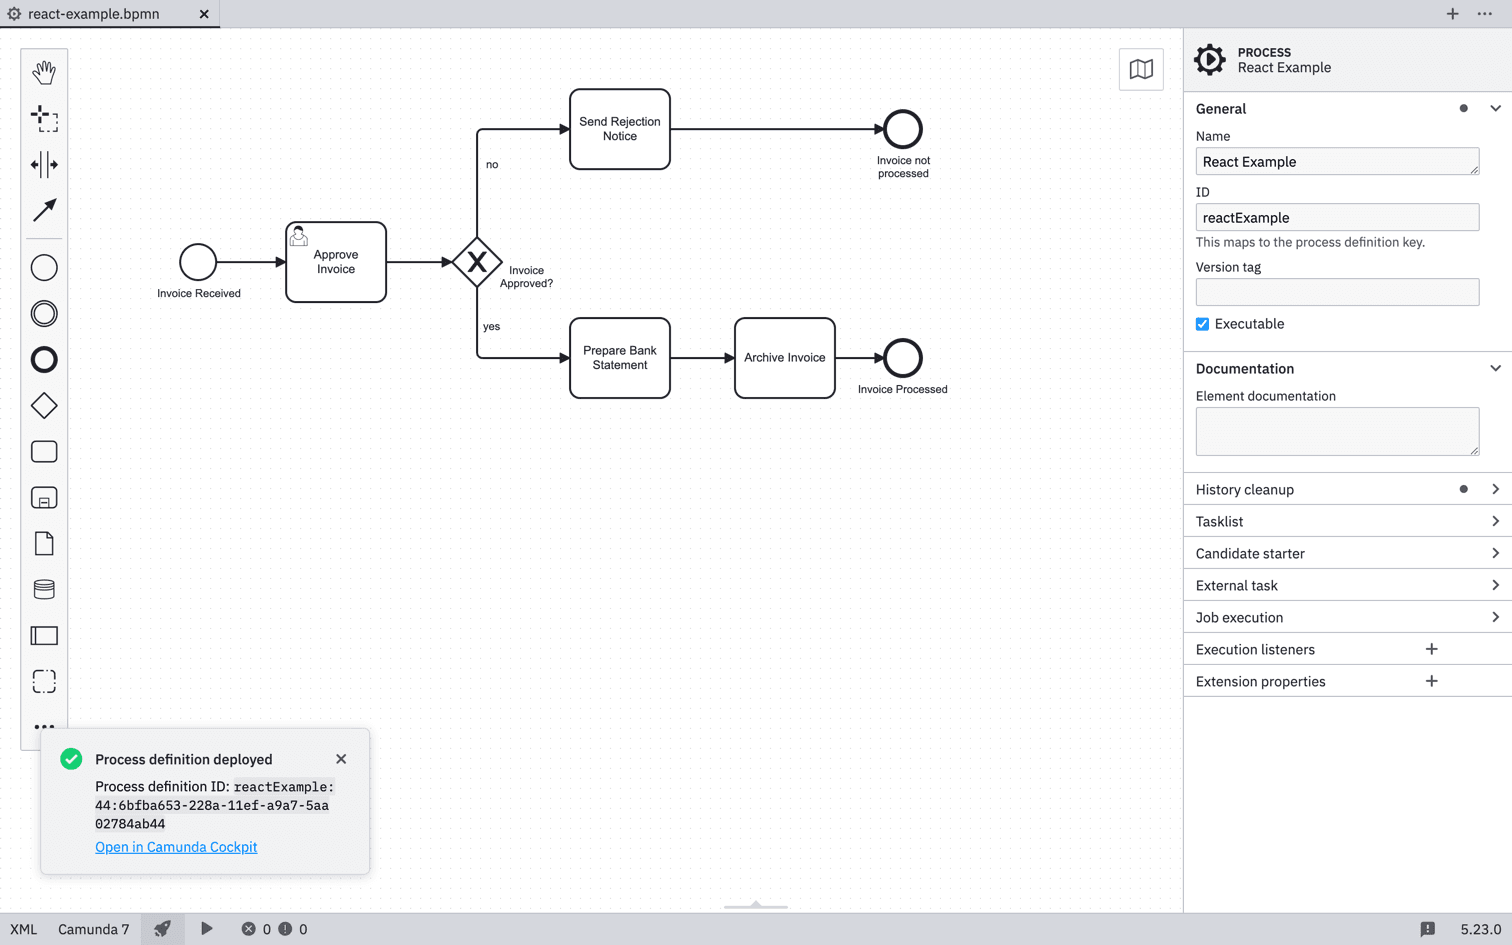 react-example.bpmn
PROCESS
React Example
General
Name
React Example
ID
reactExample
This maps to the process definition key.
Version tag
Executable
Documentation
Element documentation
History cleanup
Tasklist
Candidate starter
External task
Job execution
Execution listeners
Extension properties
Send Rejection
Notice
no
Invoice not
processed
Approve
Invoice
Invoice Received
Invoice
Approved?
yes
Prepare Bank
Statement
Archive Invoice
Invoice Processed
Process definition deployed
Process definition ID: reactExample:
44:6bfba653-228a-11ef-a9a7-5aa
02784ab44
Open in Camunda Cockpit
XML Camunda 7 0 0 5.23.0